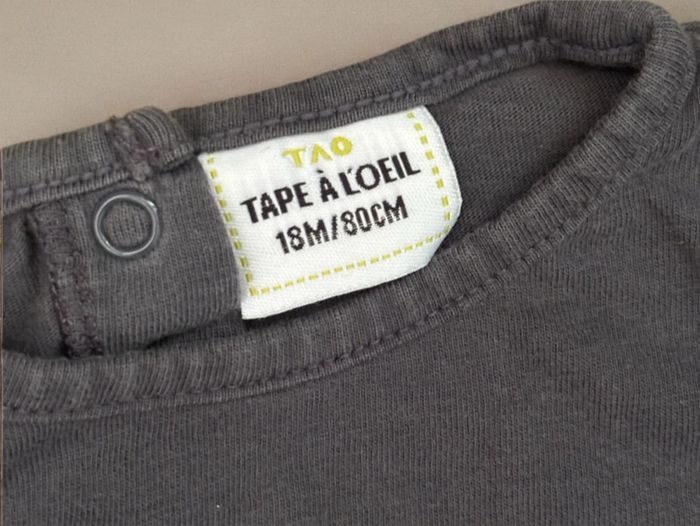 TAO
TAPE À L'OEIL
18M/80CM